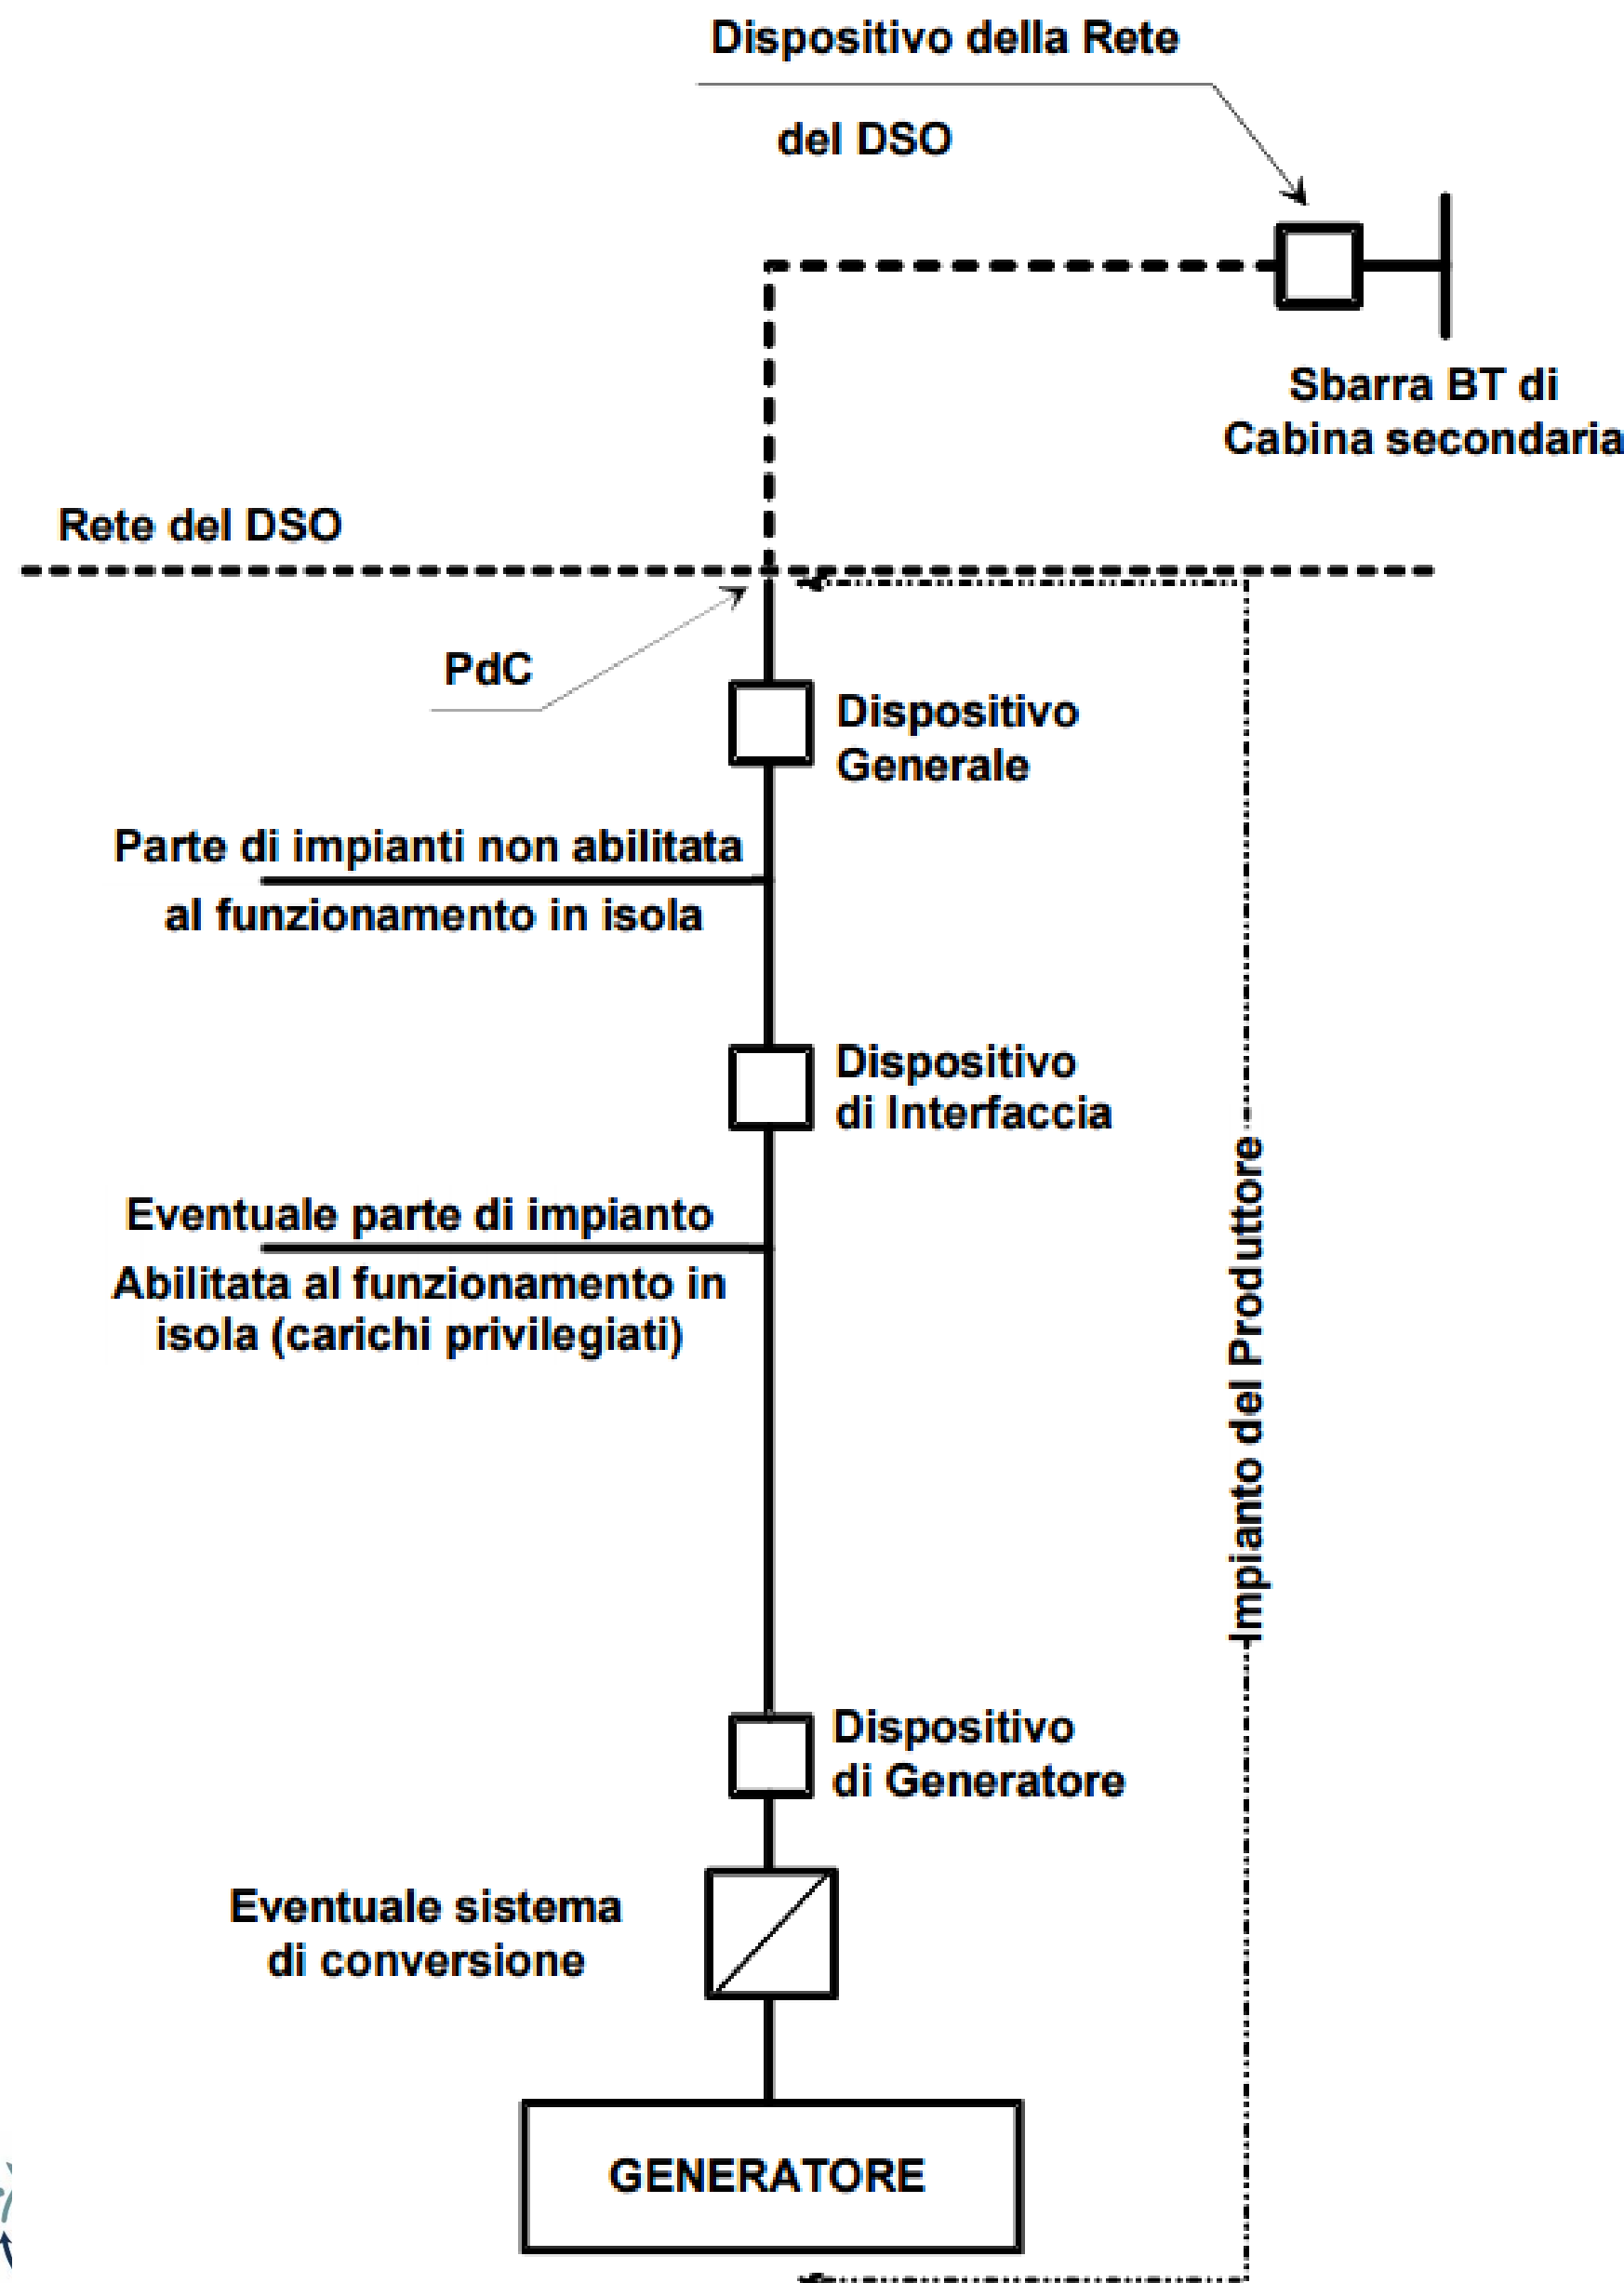 Dispositivo della Rete
del DSO
Sbarra BT di
Cabina secondaria
Rete del DSO
PdC
Dispositivo
Generale
Parte di impianti non abilitata
al funzionamento in isola
Dispositivo
di Interfaccia
Eventuale parte di impianto
Abilitata al funzionamento in
isola (carichi privilegiati)
Impianto del Produttore
Dispositivo
di Generatore
Eventuale sistema
di conversione
GENERATORE